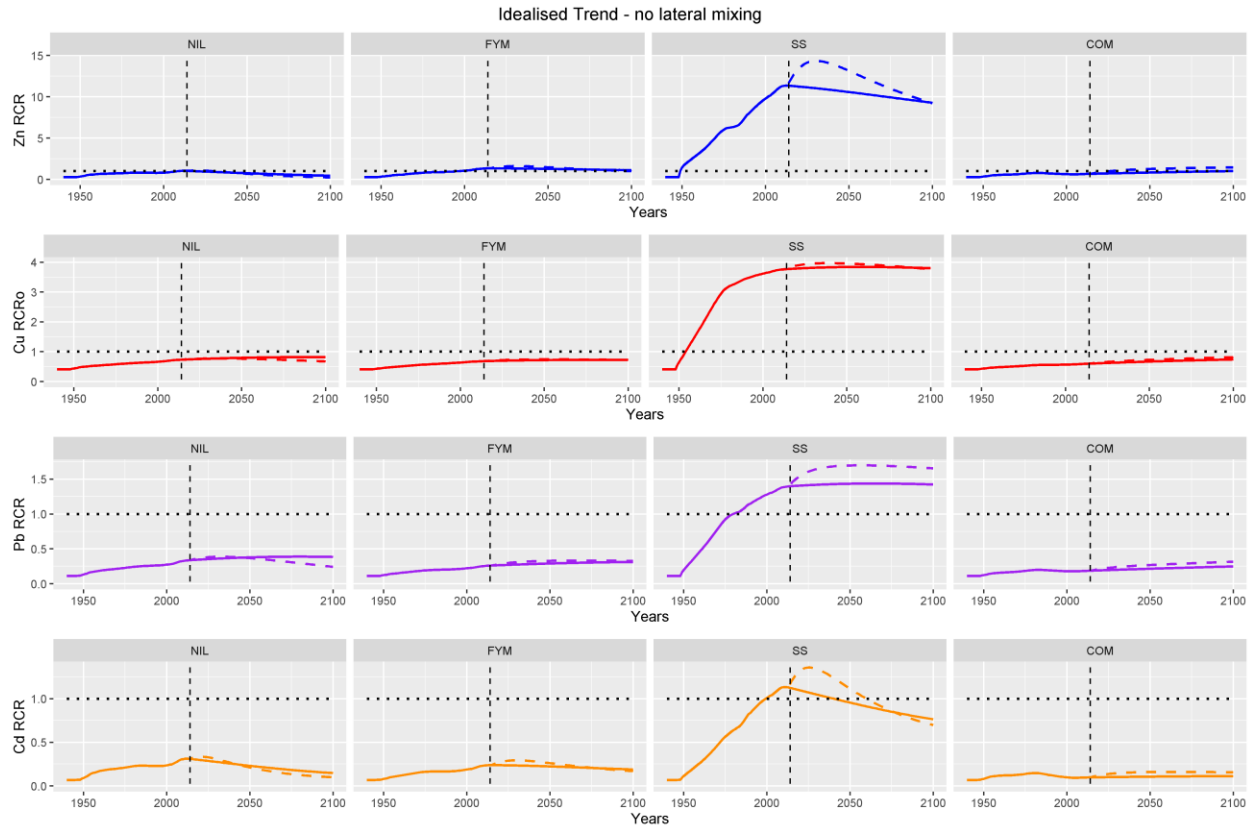 Idealised Trend - no lateral mixing
NIL FYM SS COM
Zn RCR
15
10
5
0
1950 2000 2050 2100 1950 2000 2050 2100 1950 2000 2050 2100 1950 2000 2050 2100
Years
NIL FYM SS COM
Cu RCRo
4
3
2
1
0
1950 2000 2050 2100 1950 2000 2050 2100 1950 2000 2050 2100 1950 2000 2050 2100
Years
NIL FYM SS COM
Pb RCR
1.5
1.0
0.5
0.0
1950 2000 2050 2100 1950 2000 2050 2100 1950 2000 2050 2100 1950 2000 2050 2100
Years
NIL FYM SS COM
Cd RCR
1.0
0.5
0.0
1950 2000 2050 2100 1950 2000 2050 2100 1950 2000 2050 2100 1950 2000 2050 2100
Years